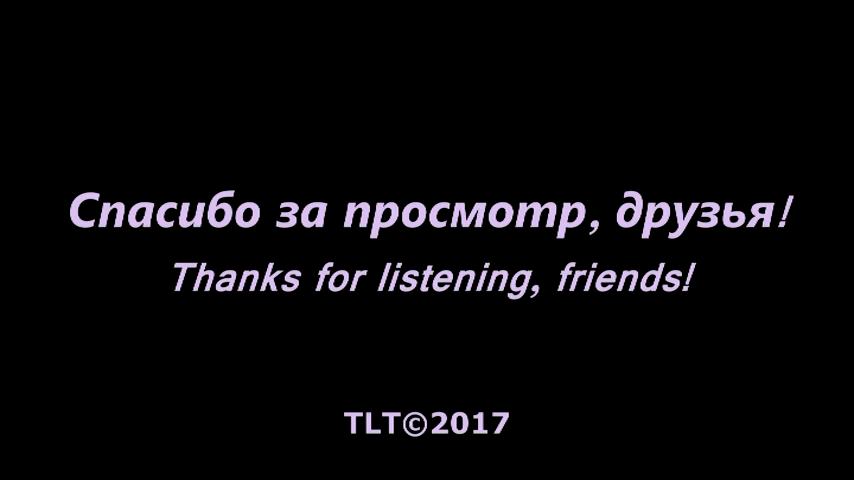 Спасибо за просмотр, друзья!
Thanks for listening, friends!
TLT©2017